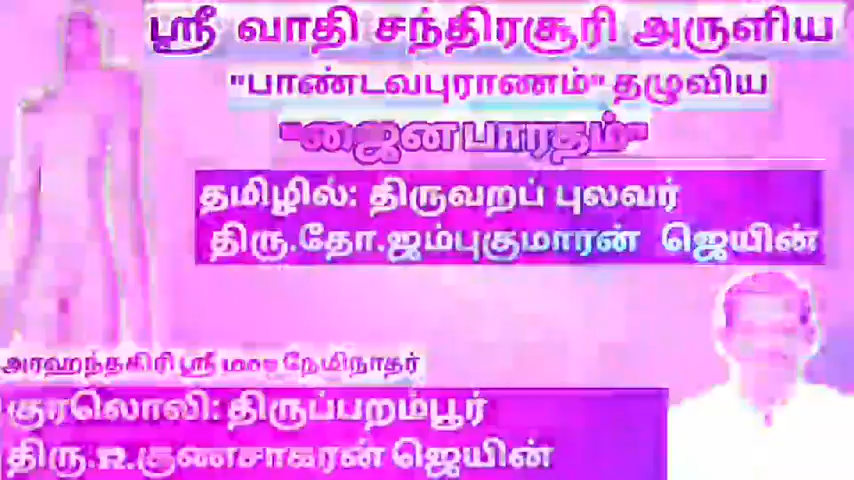 ஸ்ரீ வாதி சந்திரசூரி அருளிய
"பாண்டவபுராணம்" தழுவிய
"ஜைன பாரதம்"
தமிழில்: திருவறப் புலவர்
திரு.தோ.ஜம்புகுமாரன் ஜெயின்
அரஹந்தகிரி ஸ்ரீ நேமிநாதர்
குரலொலி: திருப்பறம்பூர்
திரு.உ.குணசாகரன் ஜெயின்